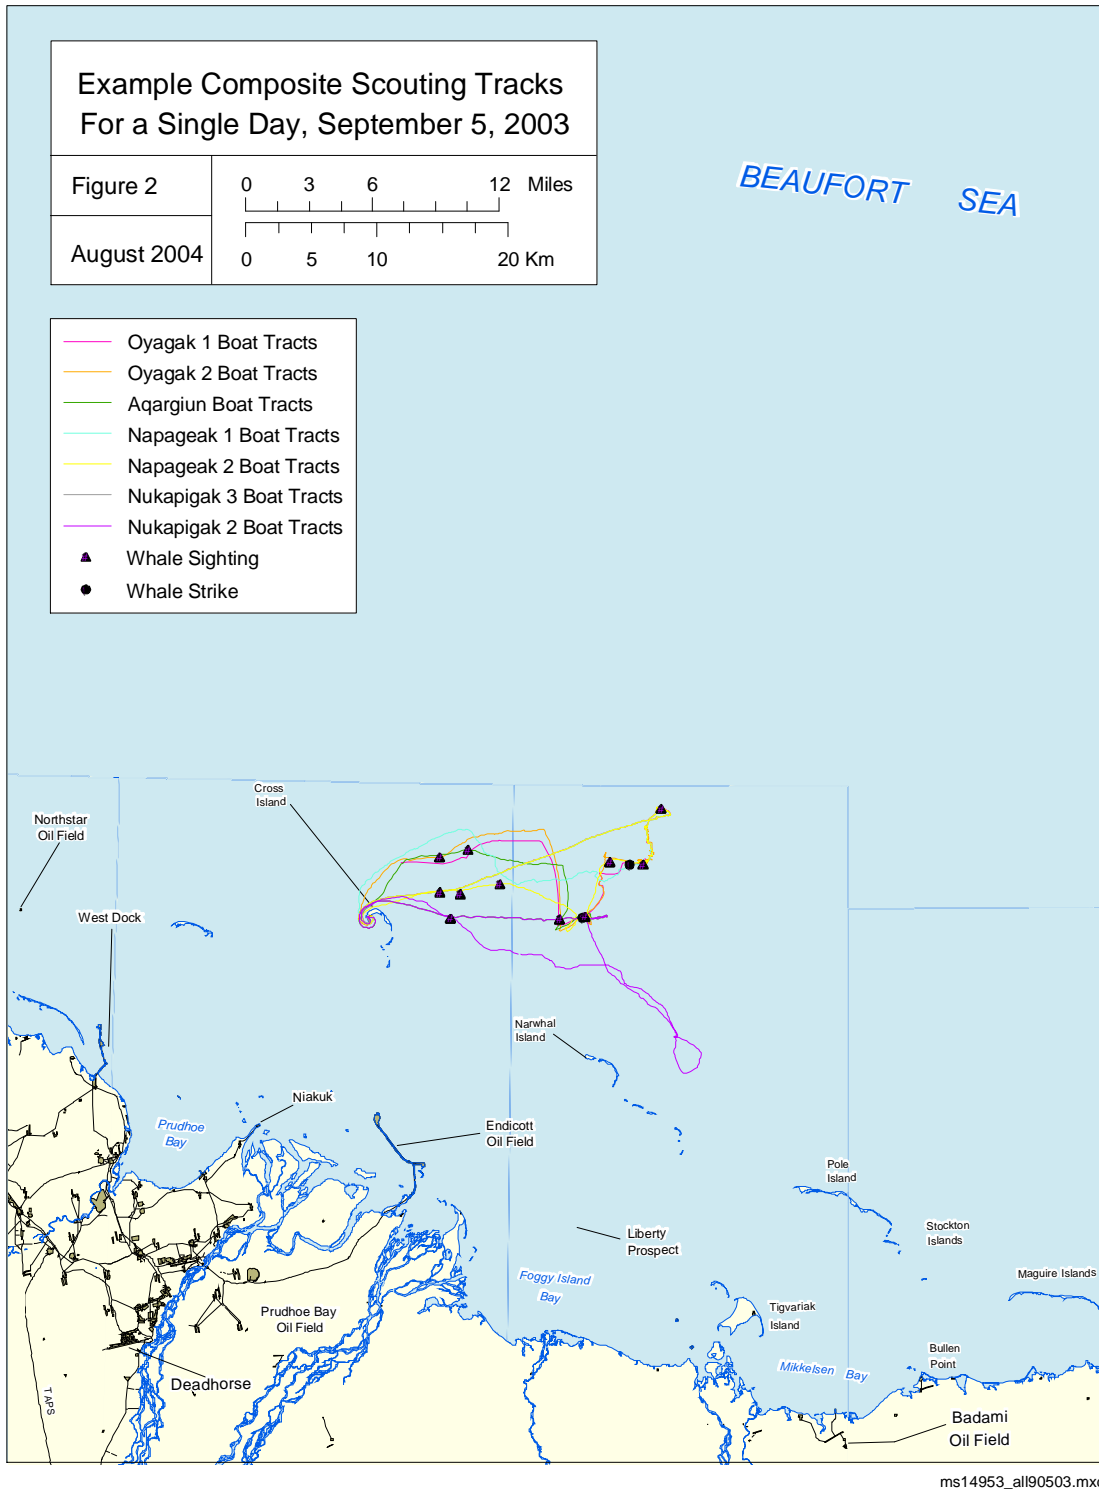 Example Composite Scouting Tracks
For a Single Day, September 5, 2003
Figure 2
August 2004
0 3 6 12 Miles
0 5 10 20 Km
BEAUFORT SEA
Oyagak 1 Boat Tracts
Oyagak 2 Boat Tracts
Aqargiun Boat Tracts
Napageak 1 Boat Tracts
Napageak 2 Boat Tracts
Nukapigak 3 Boat Tracts
Nukapigak 2 Boat Tracts
Whale Sighting
Whale Strike
Cross
Island
Northstar
Oil Field
West Dock
Narwhal
Island
Niakuk
Prudhoe
Bay
Endicott
Oil Field
Pole
Island
Stockton
Islands
Liberty
Prospect
Maguire Islands
Foggy Island
Bay
Tigvariak
Island
Prudhoe Bay
Oil Field
Bullen
Point
Mikkelsen Bay
Deadhorse
TAPS
Badami
Oil Field
ms14953_all90503.mxd